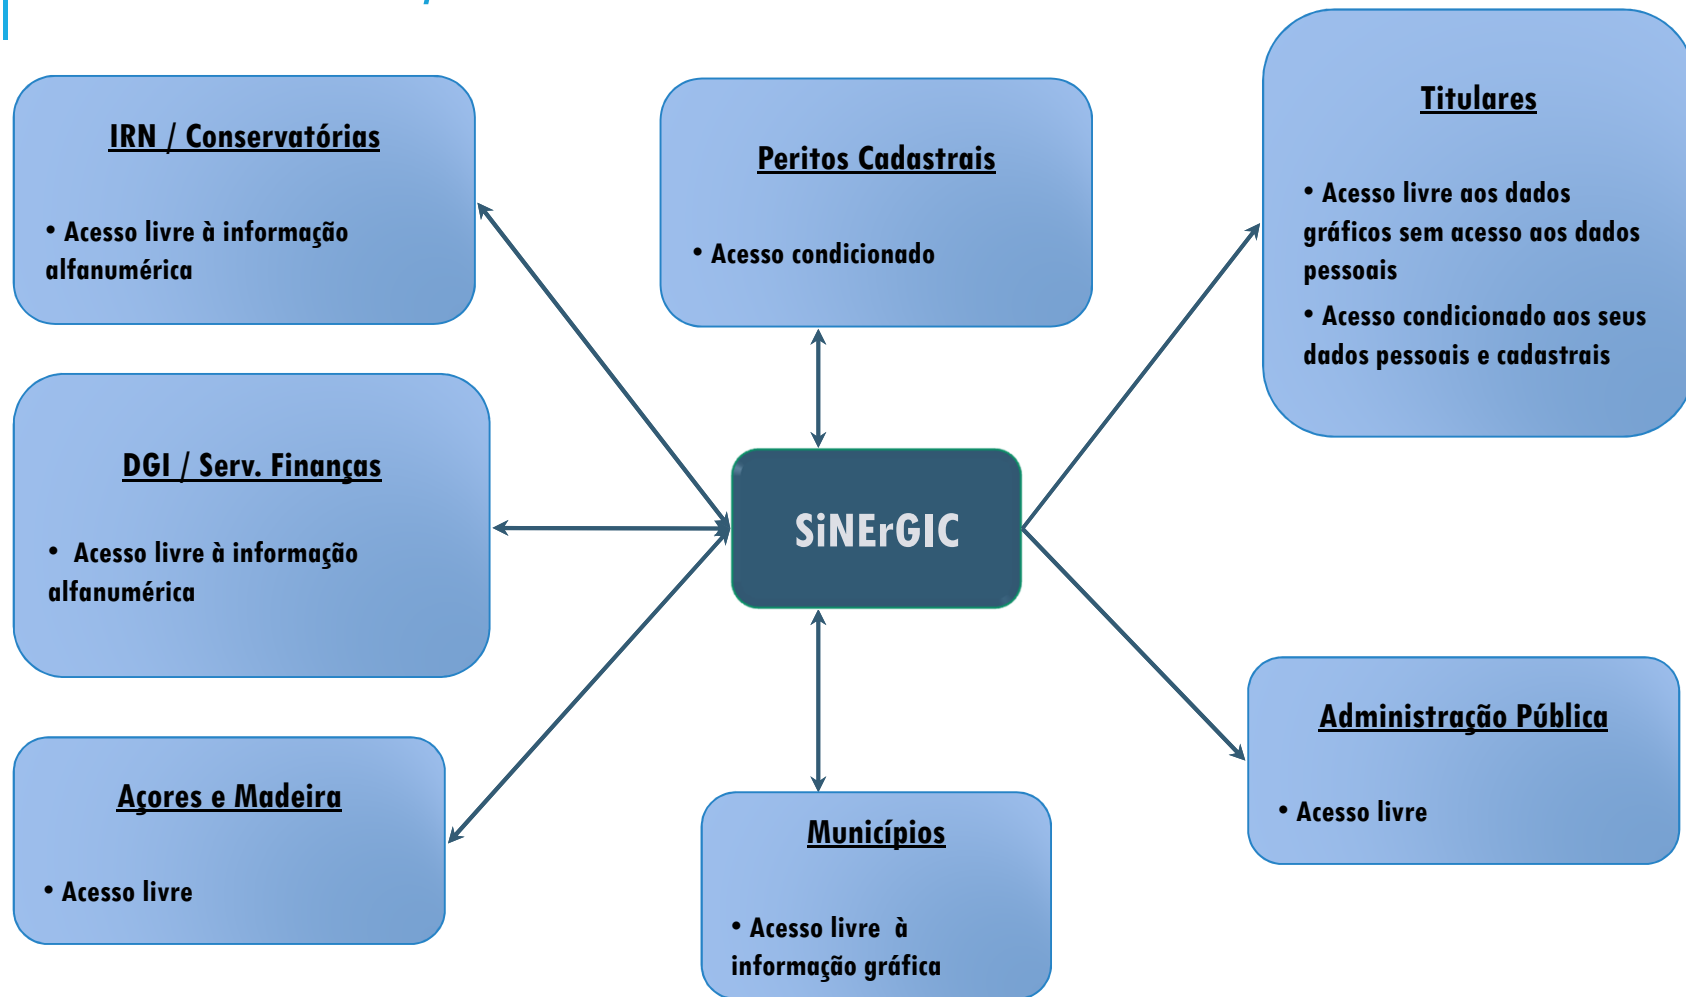 IRN / Conservatórias
• Acesso livre à informação
alfanumérica
Peritos Cadastrais
• Acesso condicionado
Titulares
• Acesso livre aos dados
gráficos sem acesso aos dados
pessoais
• Acesso condicionado aos seus
dados pessoais e cadastrais
DGI / Serv. Finanças
• Acesso livre à informação
alfanumérica
SiNErGIC
Açores e Madeira
• Acesso livre
Municípios
• Acesso livre à
informação gráfica
Administração Pública
• Acesso livre